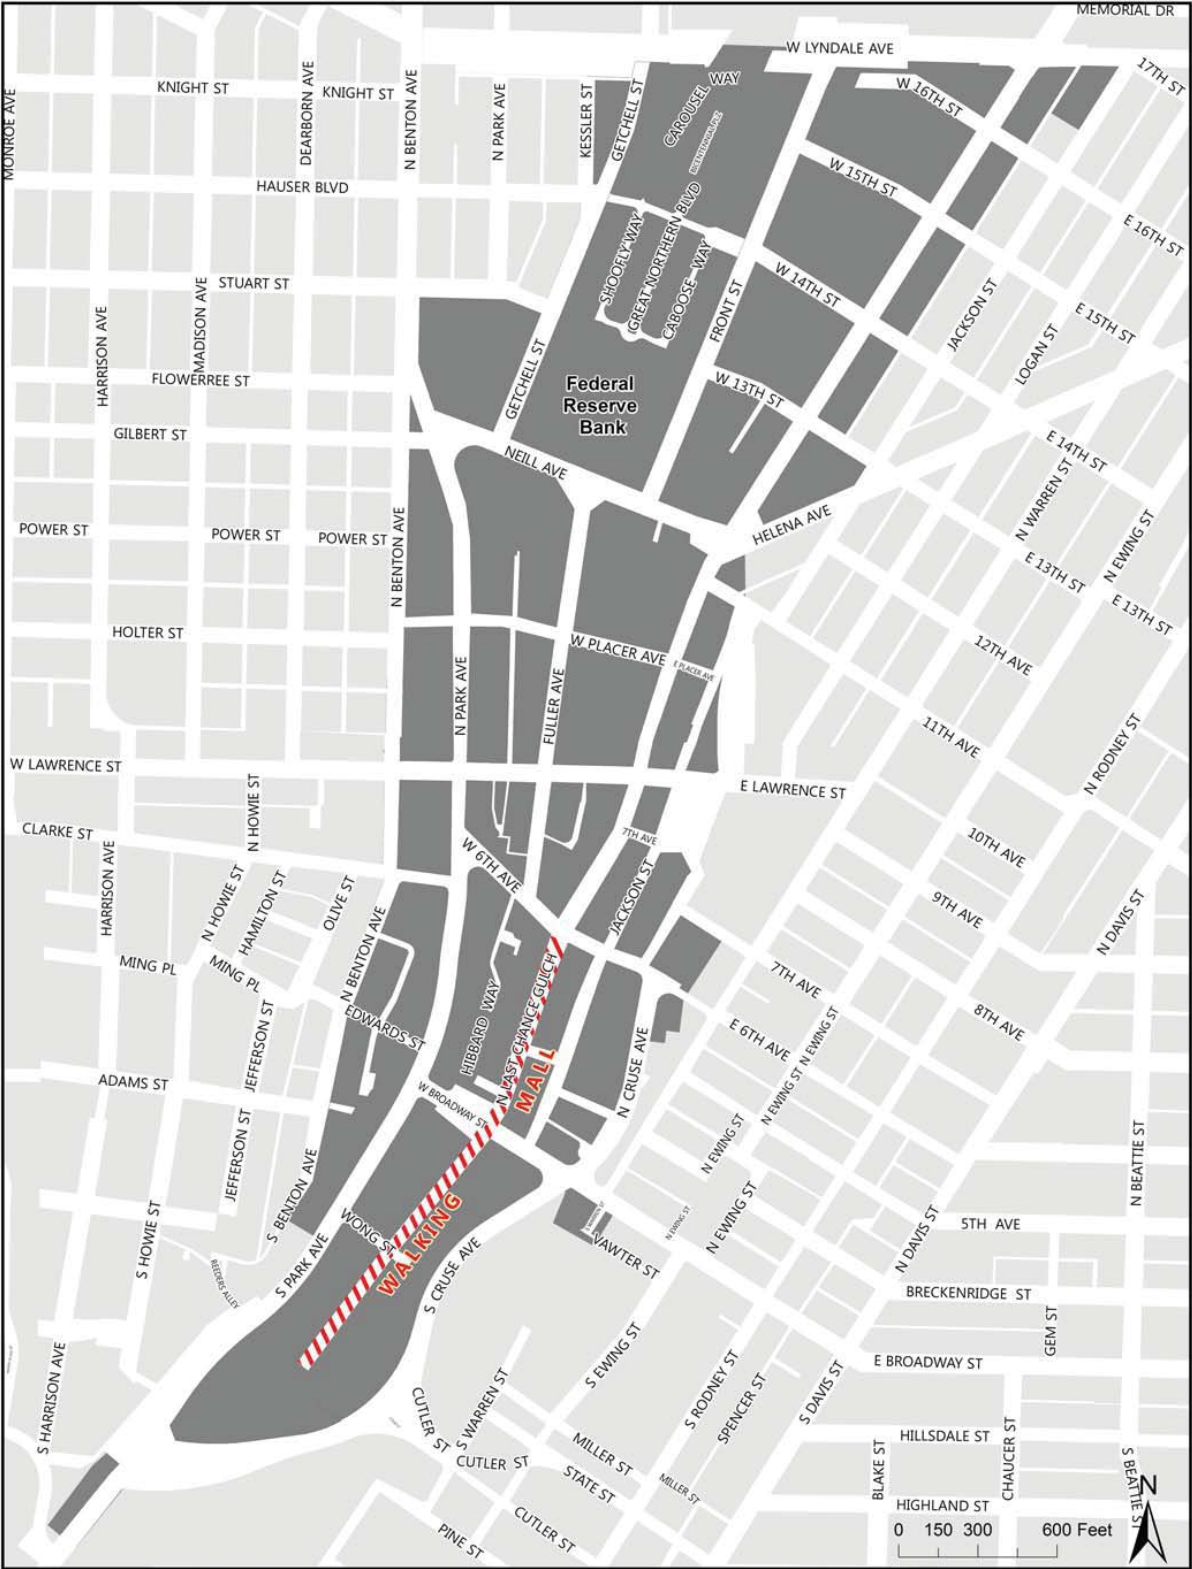 MEMORIAL DR
W LYNDALE AVE
17TH ST
CAROUSEL WAY
W 16TH ST
KNIGHT ST
KNIGHT ST
MONROE AVE
DEARBORN AVE
N BENTON AVE
N PARK AVE
KESSLER ST
GETCHELL ST
BICENTENNIAL PLZ
W 15TH ST
HAUSER BLVD
E 16TH ST
SHOOFLY WAY
GREAT NORTHERN BLVD
CABOOSE WAY
W 14TH ST
STUART ST
HARRISON AVE
MADISON AVE
FRONT ST
JACKSON ST
E 15TH ST
LOGAN ST
FLOWERREE ST
GETCHELL ST
Federal
Reserve
Bank
W 13TH ST
GILBERT ST
NEILL AVE
E 14TH ST
N WARREN ST
N EWING ST
POWER ST
POWER ST
POWER ST
N BENTON AVE
HELENA AVE
E 13TH ST
E 13TH ST
HOLTER ST
W PLACER AVE
E PLACER AVE
12TH AVE
N PARK AVE
FULLER AVE
11TH AVE
N RODNEY ST
W LAWRENCE ST
E LAWRENCE ST
N HOWIE ST
CLARKE ST
7TH AVE
W 6TH AVE
10TH AVE
HARRISON AVE
N HOWIE ST
HAMILTON ST
OLIVE ST
JACKSON ST
9TH AVE
N DAVIS ST
N BENTON AVE
MING PL
MING PL
7TH AVE
EDWARDS ST
HIBBARD WAY
N LAST CHANCE GULCH
JEFFERSON ST
E 6TH AVE
8TH AVE
N CRUSE AVE
N EWING ST
N EWING ST
MALL
ADAMS ST
W BROADWAY ST
JEFFERSON ST
N EWING ST
N BEATTIE ST
S BENTON AVE
WALKING
N EWING ST
N EWING ST
5TH AVE
S HOWIE ST
WONG ST
S WARREN ST
VAWTER ST
N DAVIS ST
REEDERS ALLEY
S PARK AVE
S CRUSE AVE
BRECKENRIDGE ST
GEM ST
S HARRISON AVE
S EWING ST
E BROADWAY ST
CUTLER ST
S WARREN ST
S RODNEY ST
SPENCER ST
S DAVIS ST
CUTLER ST
MILLER ST
STATE ST
MILLER ST
HILLSDALE ST
BLAKE ST
CHAUCER ST
S BEATTIE ST
HIGHLAND ST
PINE ST
CUTLER ST
N
0 150 300 600 Feet